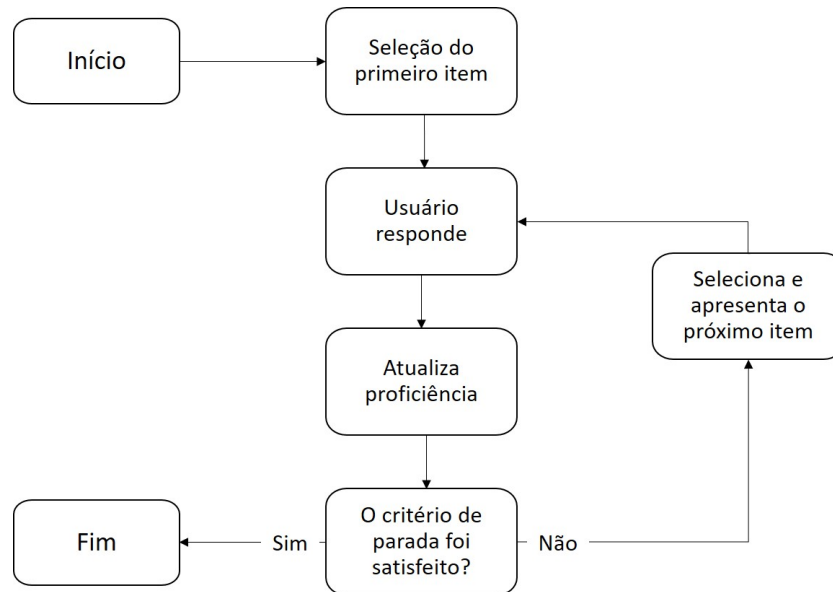 Início
Seleção do
primeiro item
Usuário
responde
Seleciona e
apresenta o
próximo item
Atualiza
proficiência
O critério de
parada foi
satisfeito?
Sim
Não
Fim